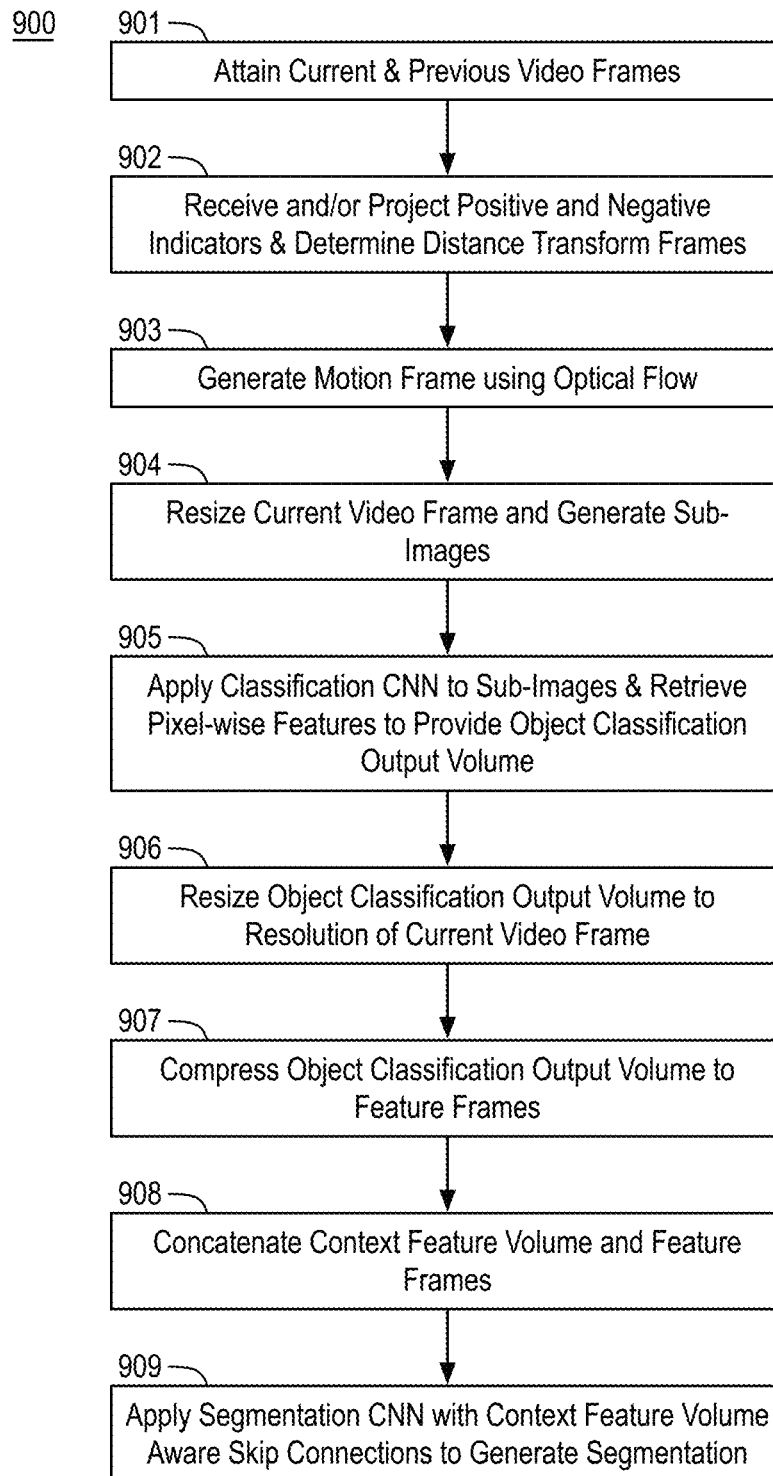 900
901
Attain Current & Previous Video Frames
902
Receive and/or Project Positive and Negative
Indicators & Determine Distance Transform Frames
903
Generate Motion Frame using Optical Flow
904
Resize Current Video Frame and Generate Sub-
Images
905
Apply Classification CNN to Sub-Images & Retrieve
Pixel-wise Features to Provide Object Classification
Output Volume
906
Resize Object Classification Output Volume to
Resolution of Current Video Frame
907
Compress Object Classification Output Volume to
Feature Frames
908
Concatenate Context Feature Volume and Feature
Frames
909
Apply Segmentation CNN with Context Feature Volume
Aware Skip Connections to Generate Segmentation